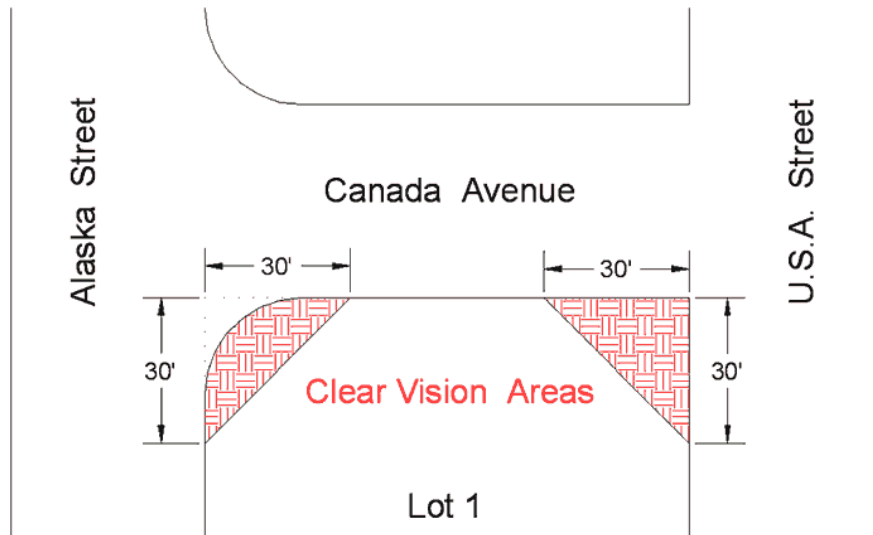 Alaska Street
Canada Avenue
U.S.A. Street
30'
30'
30'
30'
Clear Vision Areas
Lot 1